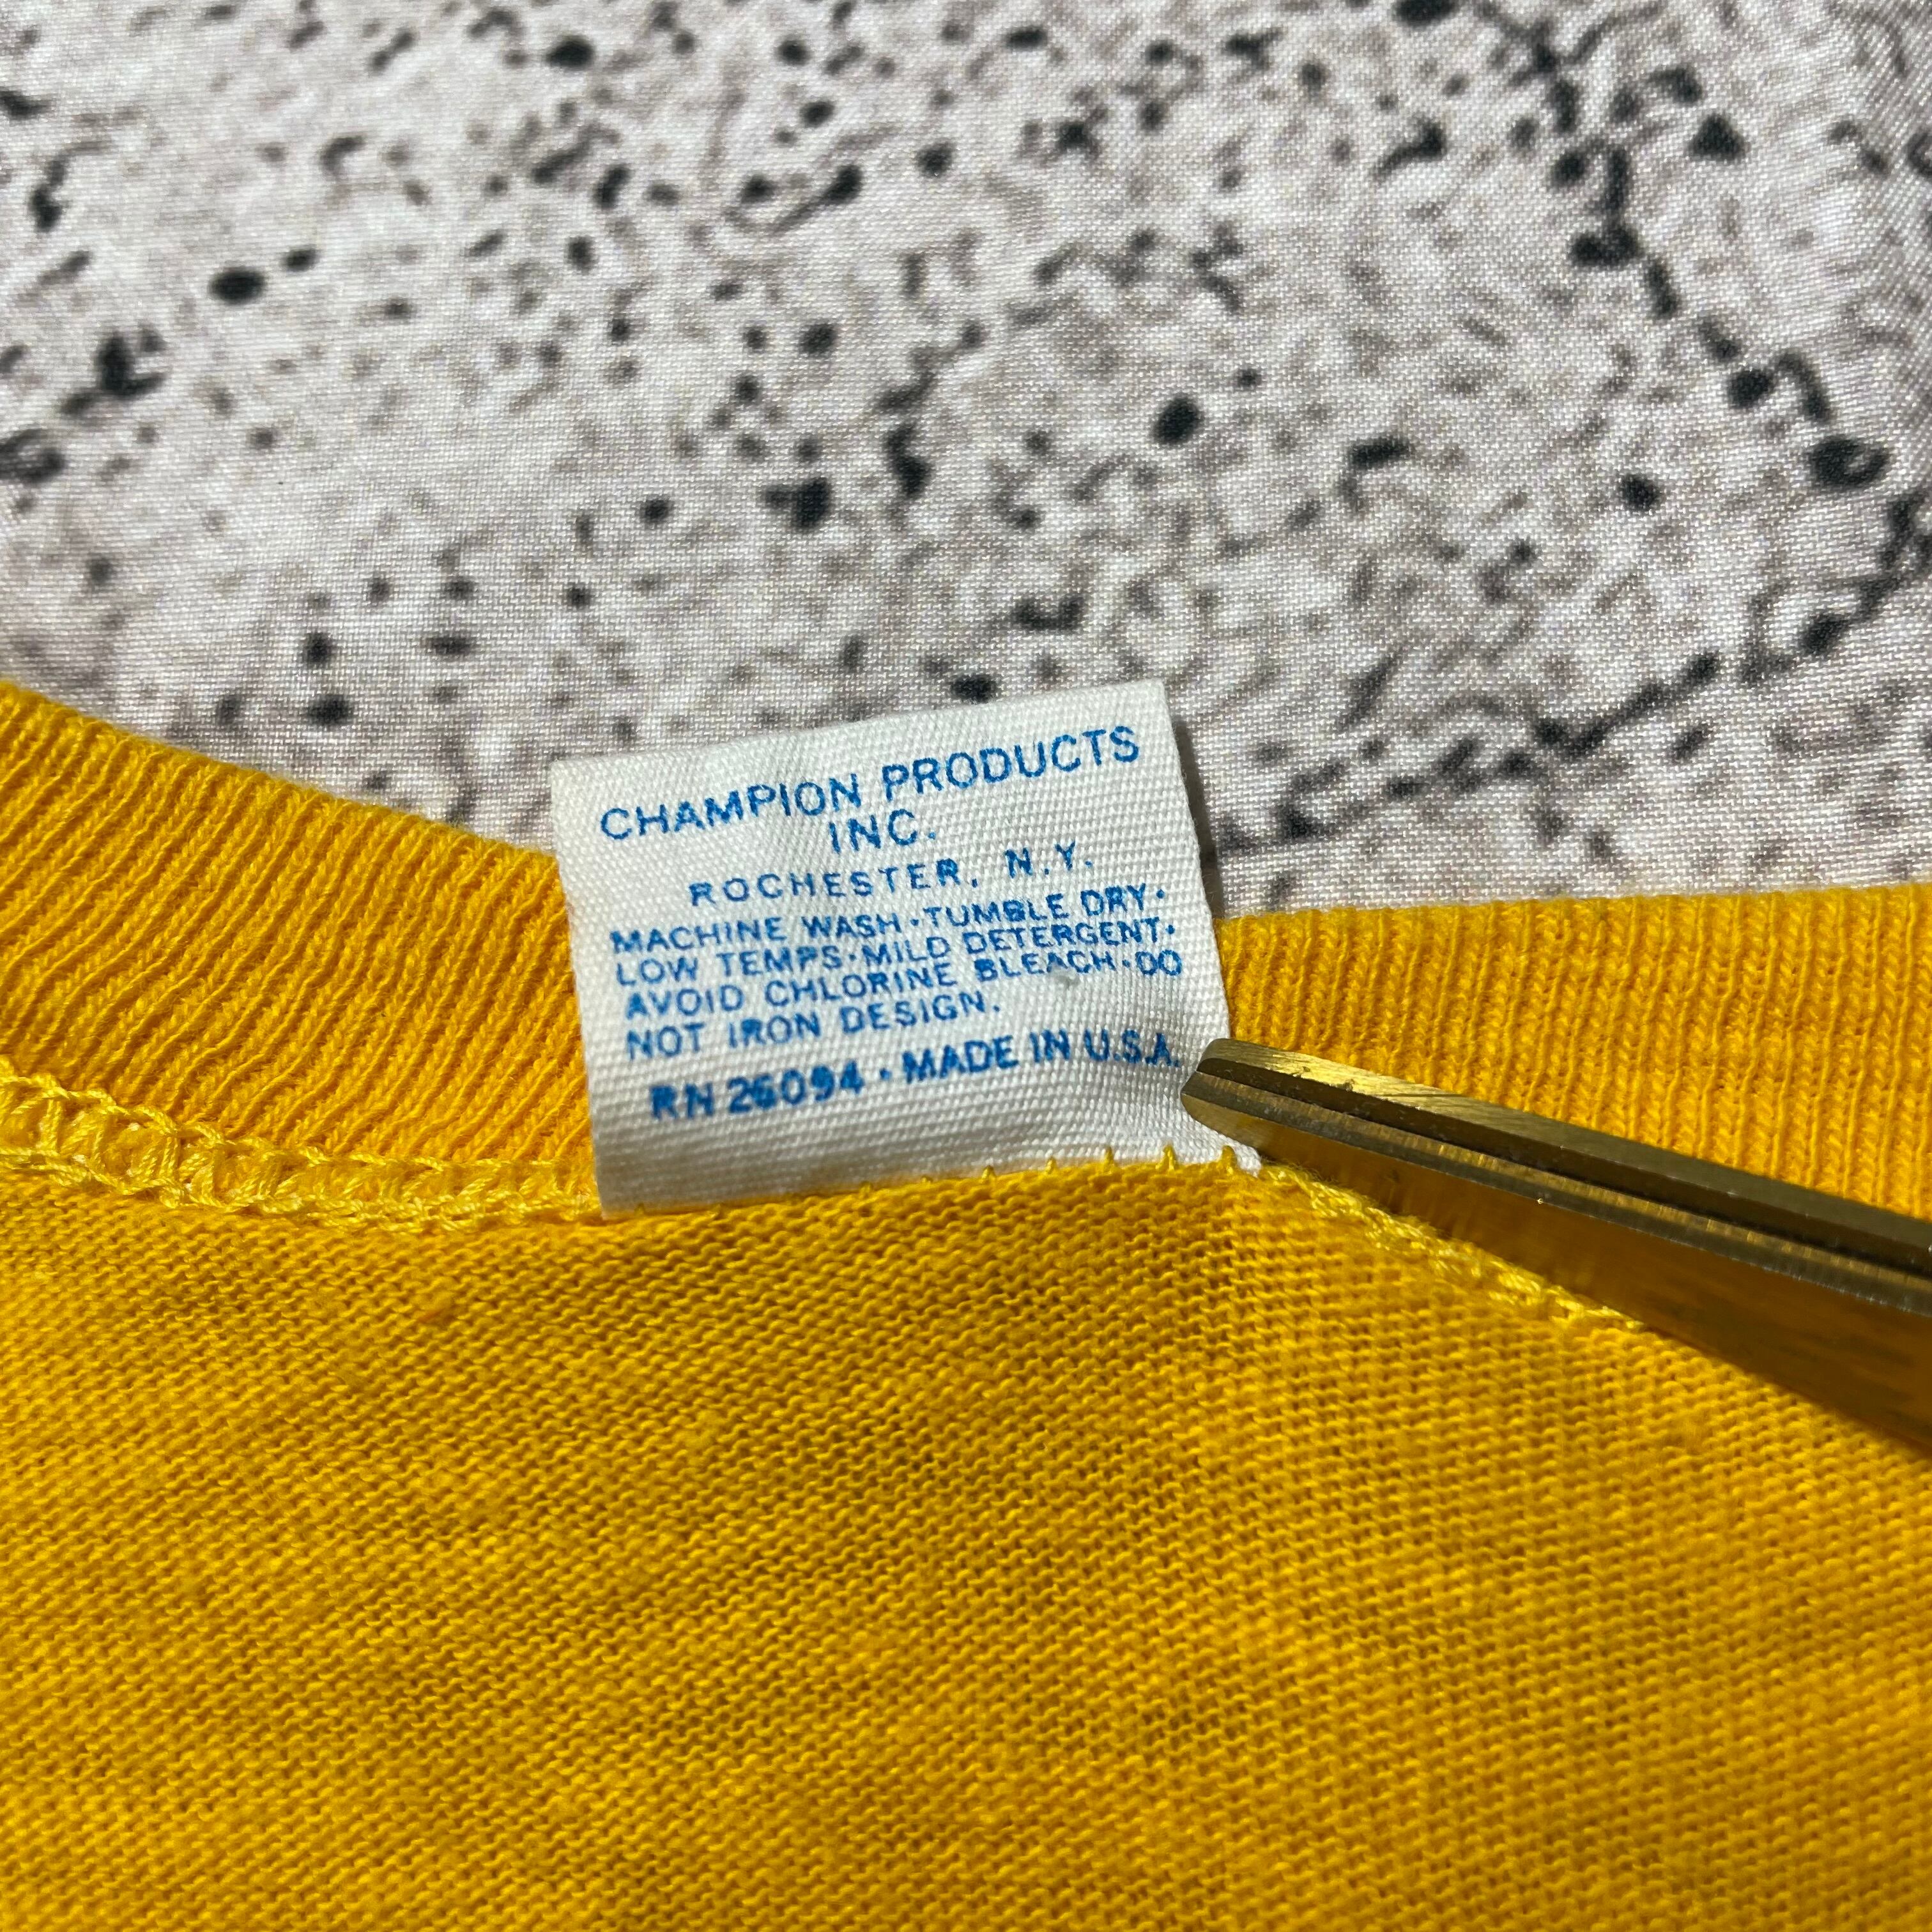 CHAMPION PRODUCTS
INC.
ROCHESTER, N.Y.
MACHINE WASH•TUMBLE DRY•
LOW TEMPS•MILD DETERGENT•
AVOID CHLORINE BLEACH•DO
NOT IRON DESIGN.
RN 26094 • MADE IN U.S.A.